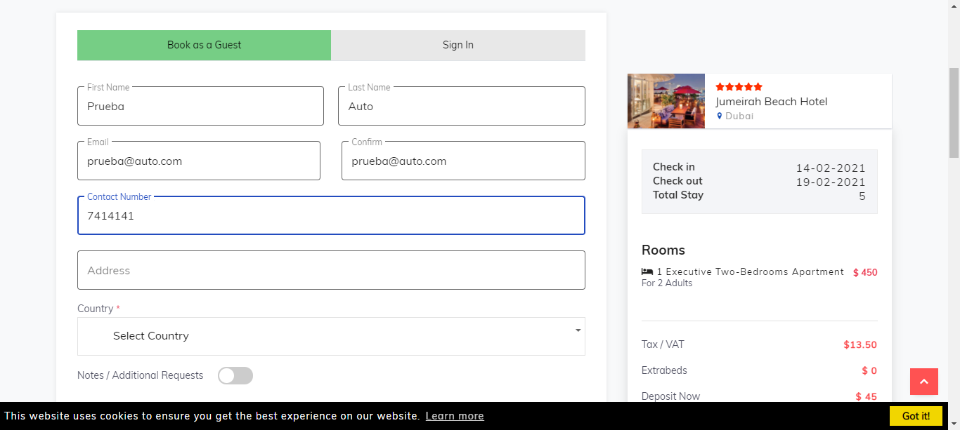 Book as a Guest
Sign In
First Name
Prueba
Last Name
Auto
Email
prueba@auto.com
Confirm
prueba@auto.com
Contact Number
7414141
Address
Country *
Select Country
Notes / Additional Requests
Jumeirah Beach Hotel
Dubai
Check in 14-02-2021
Check out 19-02-2021
Total Stay 5
Rooms
1 Executive Two-Bedrooms Apartment $ 450
For 2 Adults
Tax / VAT $13.50
Extrabeds $ 0
Deposit Now $ 45
This website uses cookies to ensure you get the best experience on our website. Learn more
Got it!